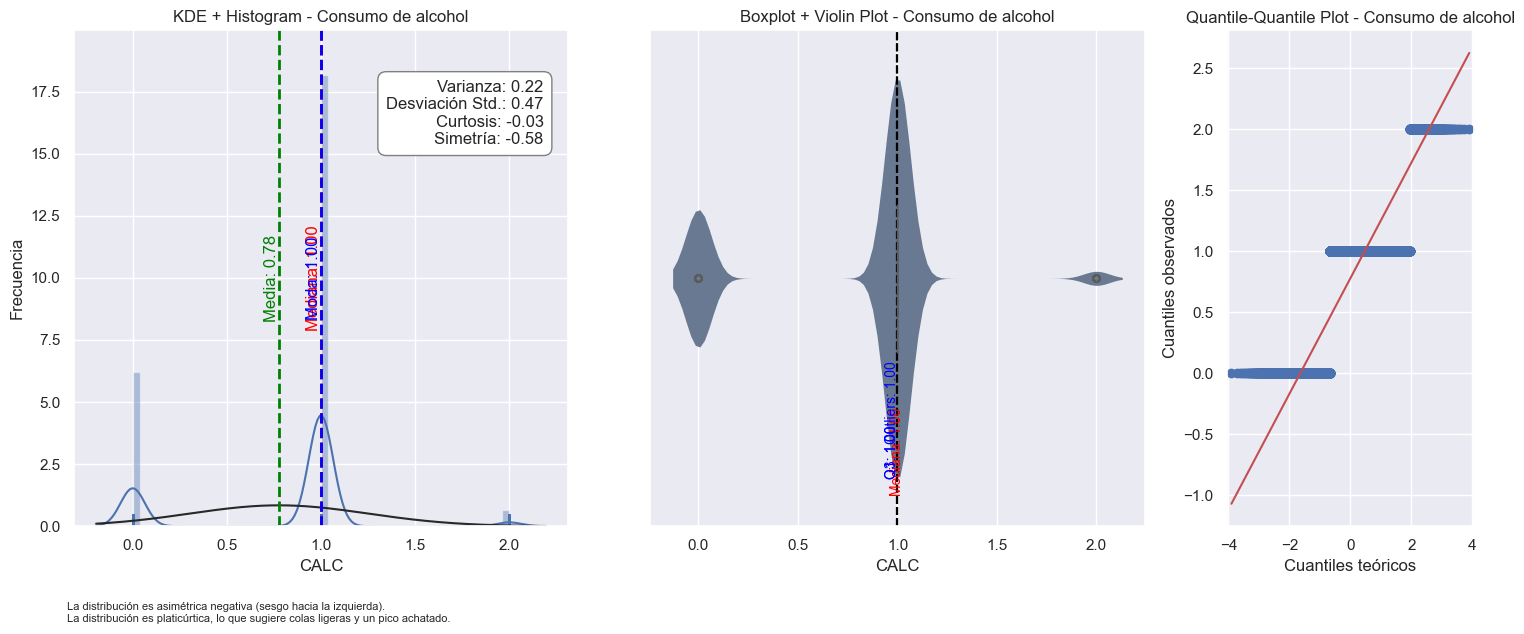 KDE + Histogram - Consumo de alcohol
Varianza: 0.22
Desviación Std.: 0.47
Curtosis: -0.03
Simetría: -0.58
Media: 0.78
Moda: 1.00
Frecuencia
17.5
15.0
12.5
10.0
7.5
5.0
2.5
0.0
0.0
0.5
1.0
1.5
2.0
CALC
La distribución es asimétrica negativa (sesgo hacia la izquierda).
La distribución es platicúrtica, lo que sugiere colas ligeras y un pico achatado.
Boxplot + Violin Plot - Consumo de alcohol
Outliers: 1.00
0.0
0.5
1.0
1.5
2.0
CALC
Quantile-Quantile Plot - Consumo de alcohol
Cuantiles observados
2.5
2.0
1.5
1.0
0.5
0.0
−0.5
−1.0
−4
−2
0
2
4
Cuantiles teóricos